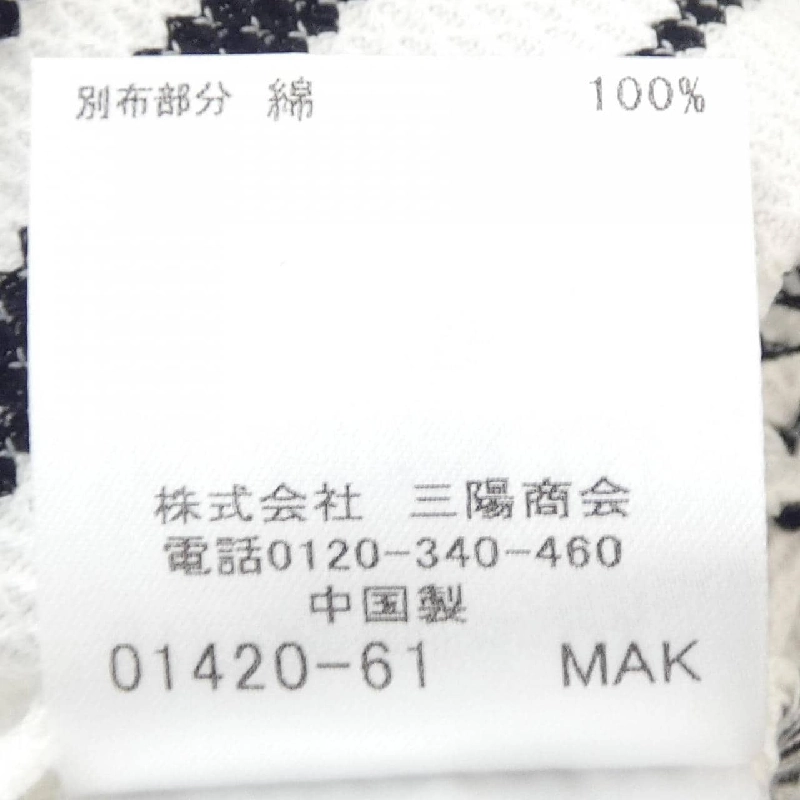 別布部分 綿 100%
株式会社 三陽商会
電話0120-340-460
中国製
01420-61 MAK